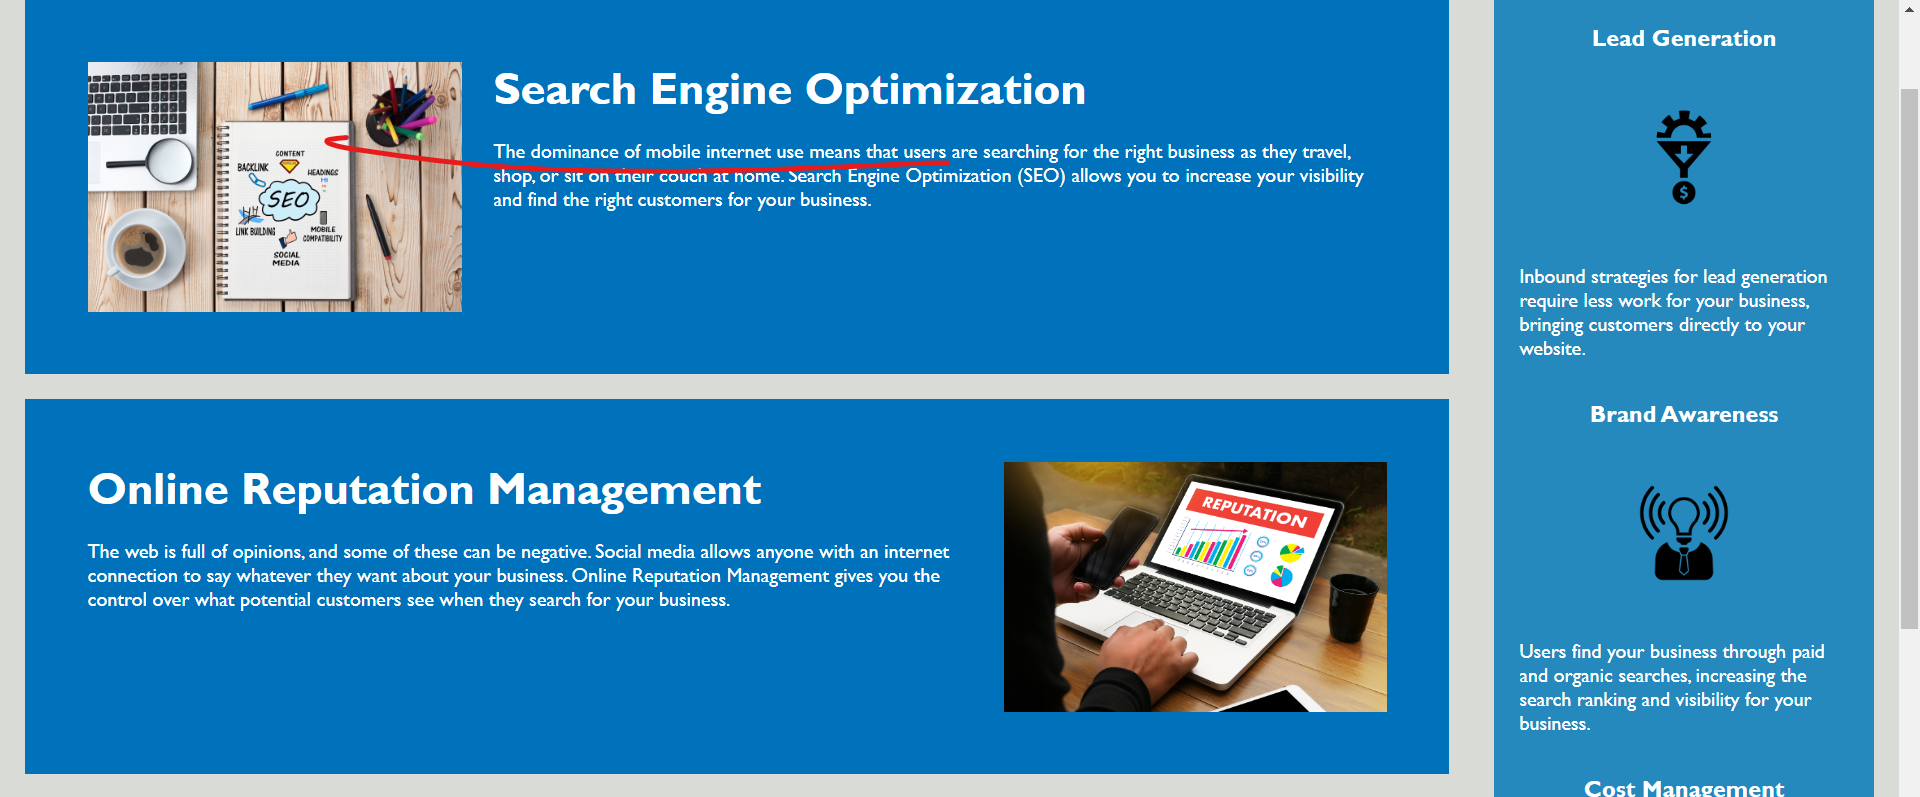 Search Engine Optimization
The dominance of mobile internet use means that users are searching for the right business as they travel,
shop, or sit on their couch at home. Search Engine Optimization (SEO) allows you to increase your visibility
and find the right customers for your business.
CONTENT
BACKLINK
HEADINGS
SEO
LINK BUILDING
MOBILE
COMPATIBILITY
SOCIAL
MEDIA
Online Reputation Management
The web is full of opinions, and some of these can be negative. Social media allows anyone with an internet
connection to say whatever they want about your business. Online Reputation Management gives you the
control over what potential customers see when they search for your business.
REPUTATION
Lead Generation
$
Inbound strategies for lead generation
require less work for your business,
bringing customers directly to your
website.
Brand Awareness
Users find your business through paid
and organic searches, increasing the
search ranking and visibility for your
business.
Cost Management